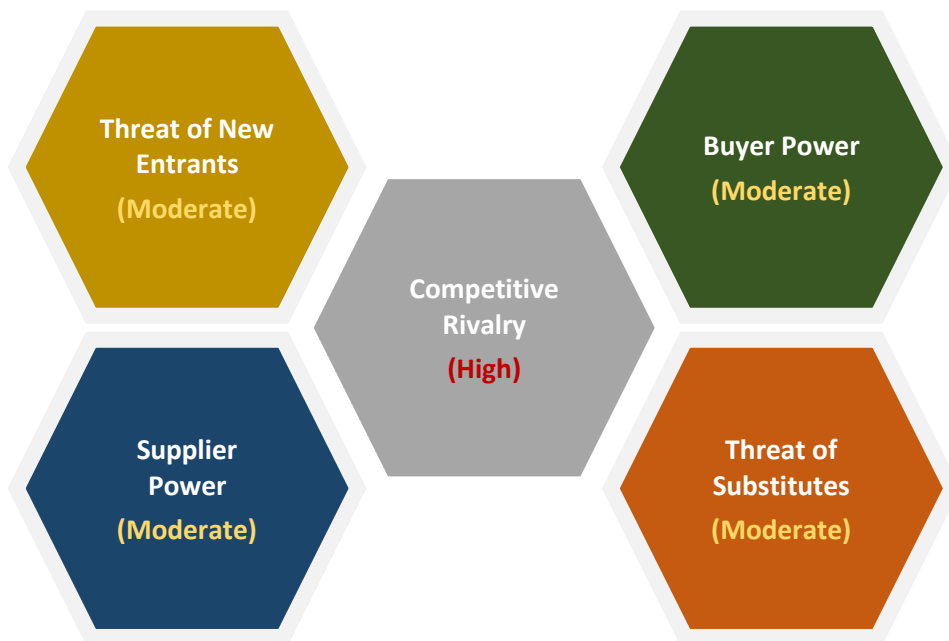 Threat of New
Entrants
(Moderate)
Buyer Power
(Moderate)
Competitive
Rivalry
(High)
Supplier
Power
(Moderate)
Threat of
Substitutes
(Moderate)